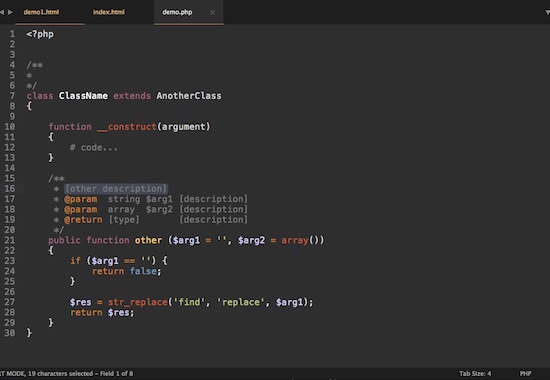 demo1.html index.html demo.php ×
1 <?php
2
3
4 /**
5 *
6 */
7 class ClassName extends AnotherClass
8 {
9
10 function __construct(argument)
11 {
12 # code...
13 }
14
15 /**
16 * [other description]
17 * @param string $arg1 [description]
18 * @param array $arg2 [description]
19 * @return [type] [description]
20 */
21 public function other ($arg1 = '', $arg2 = array())
22 {
23 if ($arg1 == '') {
24 return false;
25 }
26
27 $res = str_replace('find', 'replace', $arg1);
28 return $res;
29 }
30 }
RT MODE, 19 characters selected – Field 1 of 8 Tab Size: 4 PHP